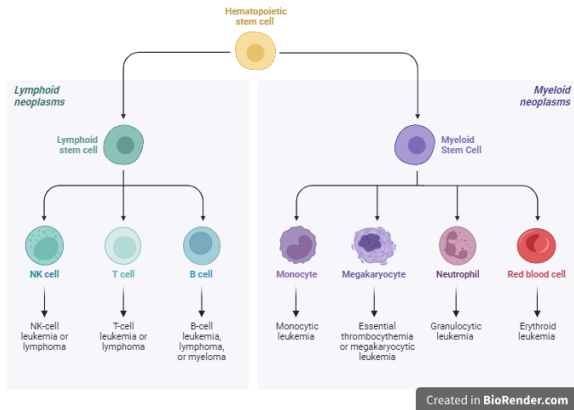 Hematopoietic
stem cell
Lymphoid
neoplasms
Myeloid
neoplasms
Lymphoid
stem cell
Myeloid
Stem Cell
NK cell
T cell
B cell
Monocyte
Megakaryocyte
Neutrophil
Red blood cell
NK-cell
leukemia or
lymphoma
T-cell
leukemia or
lymphoma
B-cell
leukemia,
lymphoma,
or myeloma
Monocytic
leukemia
Essential
thrombocythemia
or megakaryocytic
leukemia
Granulocytic
leukemia
Erythroid
leukemia
Created in BioRender.com